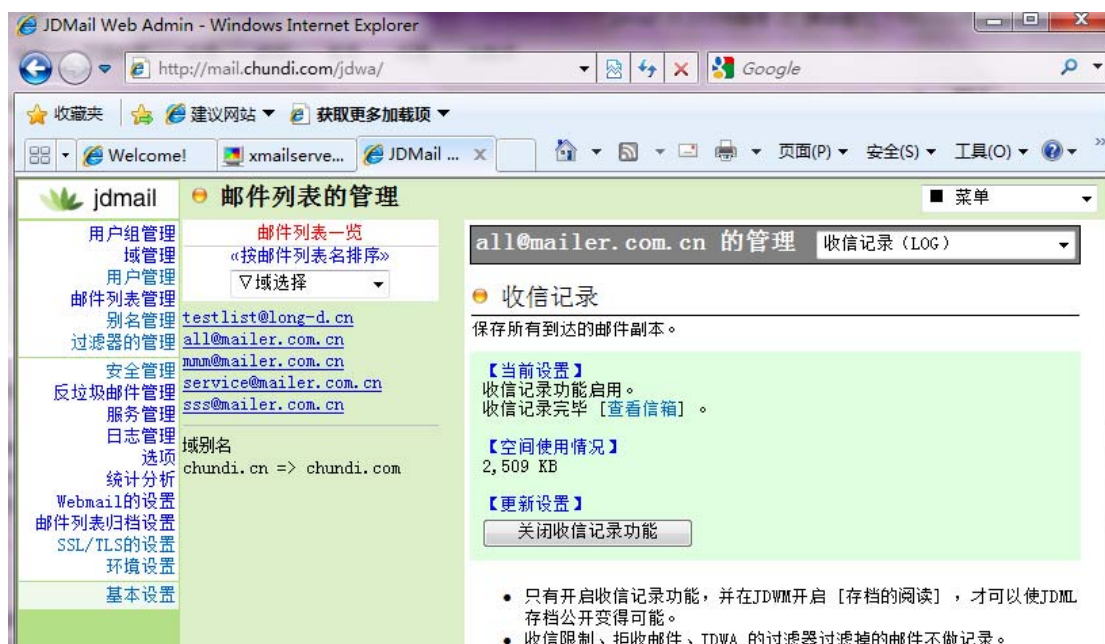 JDMail Web Admin - Windows Internet Explorer
http://mail.chundi.com/jdwa/
Google
收藏夹
建议网站
获取更多加载项
Welcome!
xmailserve...
JDMail ...
页面(P)
安全(S)
工具(O)
jdmail
邮件列表的管理
■ 菜单
用户组管理
域管理
用户管理
邮件列表管理
别名管理
过滤器的管理
安全管理
反垃圾邮件管理
服务管理
日志管理
选项
统计分析
Webmail的设置
邮件列表归档设置
SSL/TLS的设置
环境设置
基本设置
邮件列表一览
«按邮件列表名排序»
▽域选择
testlist@long-d.cn
all@mailer.com.cn
mmm@mailer.com.cn
service@mailer.com.cn
sss@mailer.com.cn
域别名
chundi.cn => chundi.com
all@mailer.com.cn 的管理
收信记录(LOG)
收信记录
保存所有到达的邮件副本。
【当前设置】
收信记录功能启用。
收信记录完毕 [查看信箱] 。
【空间使用情况】
2,509 KB
【更新设置】
关闭收信记录功能
• 只有开启收信记录功能，并在JDWM开启 [存档的阅读] ，才可以使JDML
存档公开变得可能。
• 收信限制、拒收邮件、JDWA 的过滤器过滤掉的邮件不做记录。